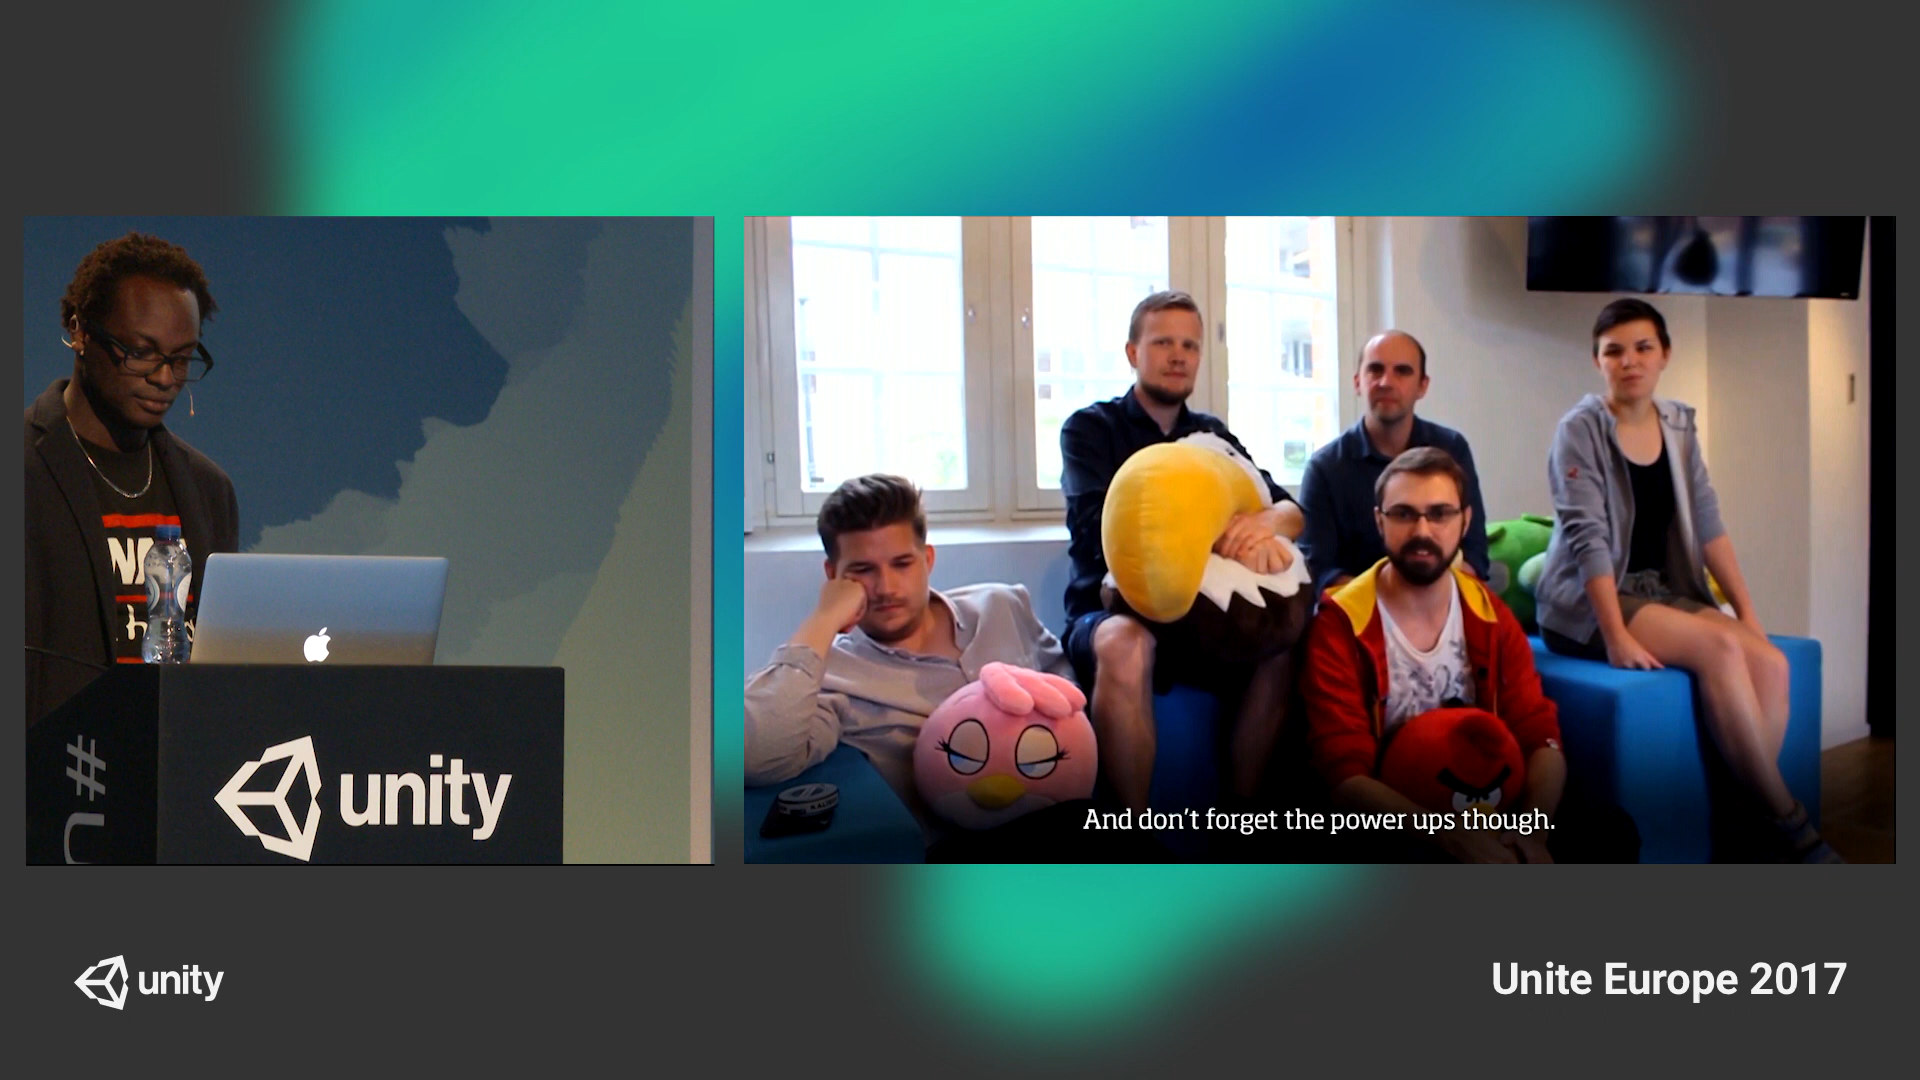 unity
And don't forget the power ups though.
unity
Unite Europe 2017